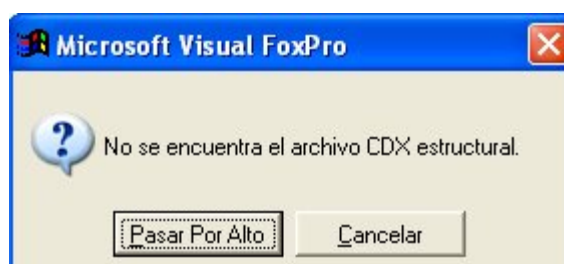 Microsoft Visual FoxPro
No se encuentra el archivo CDX estructural.
Pasar Por Alto Cancelar